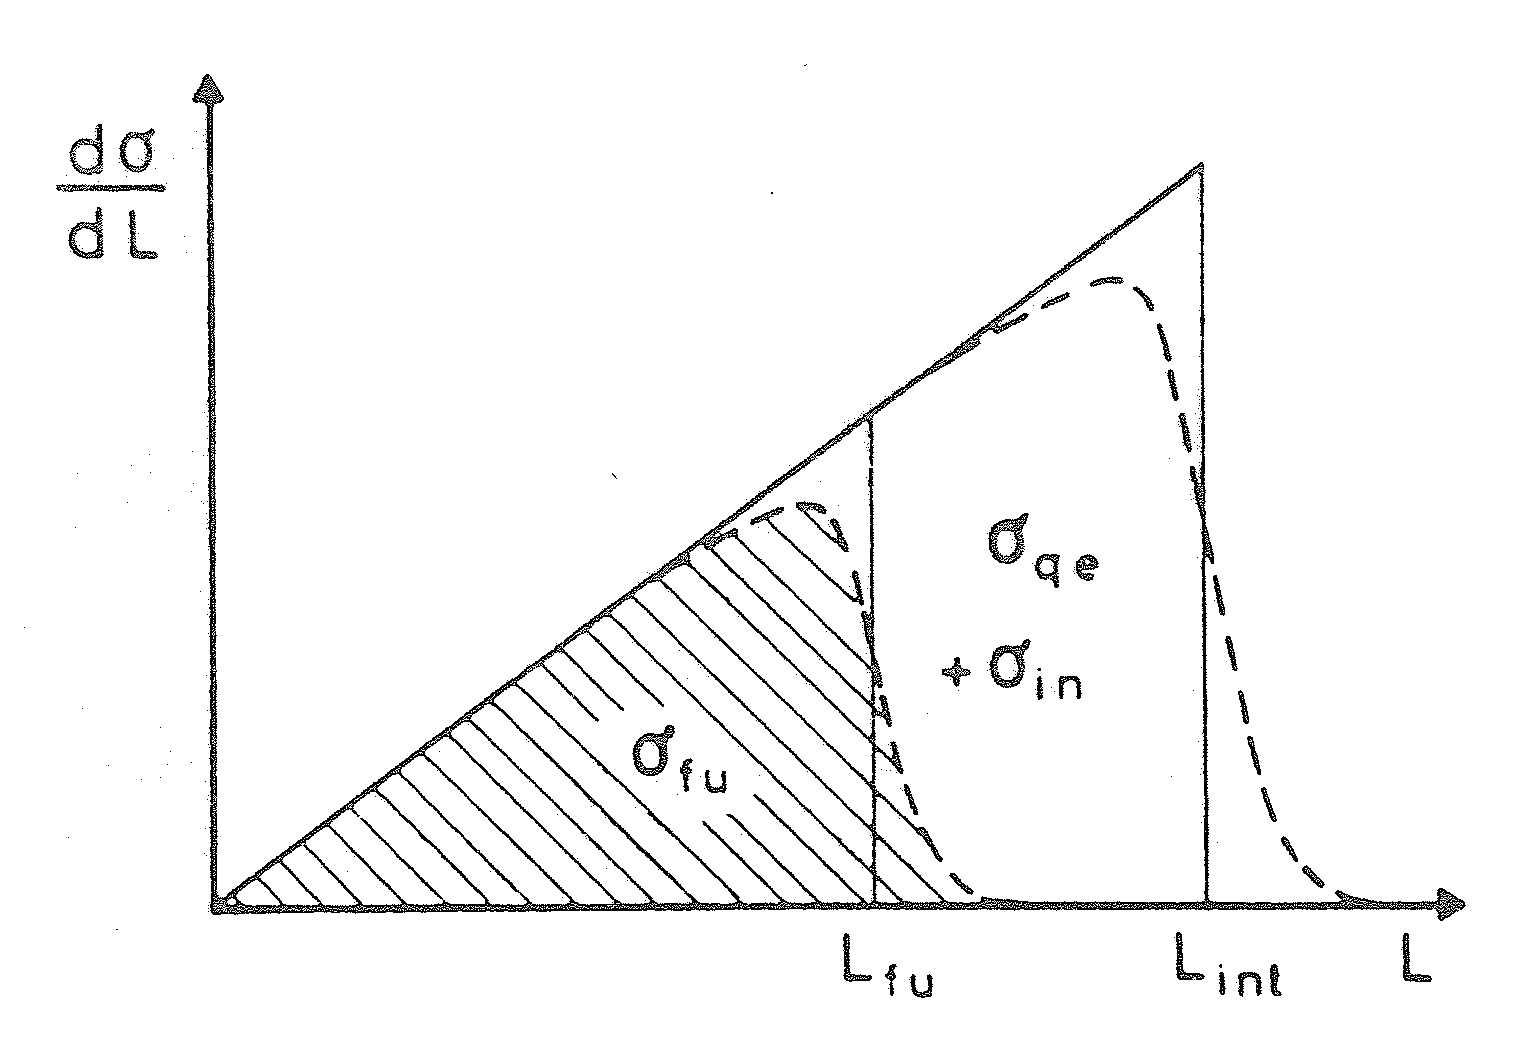 dσ
dL
σqe
+ σin
σfu
Lfu Lint L